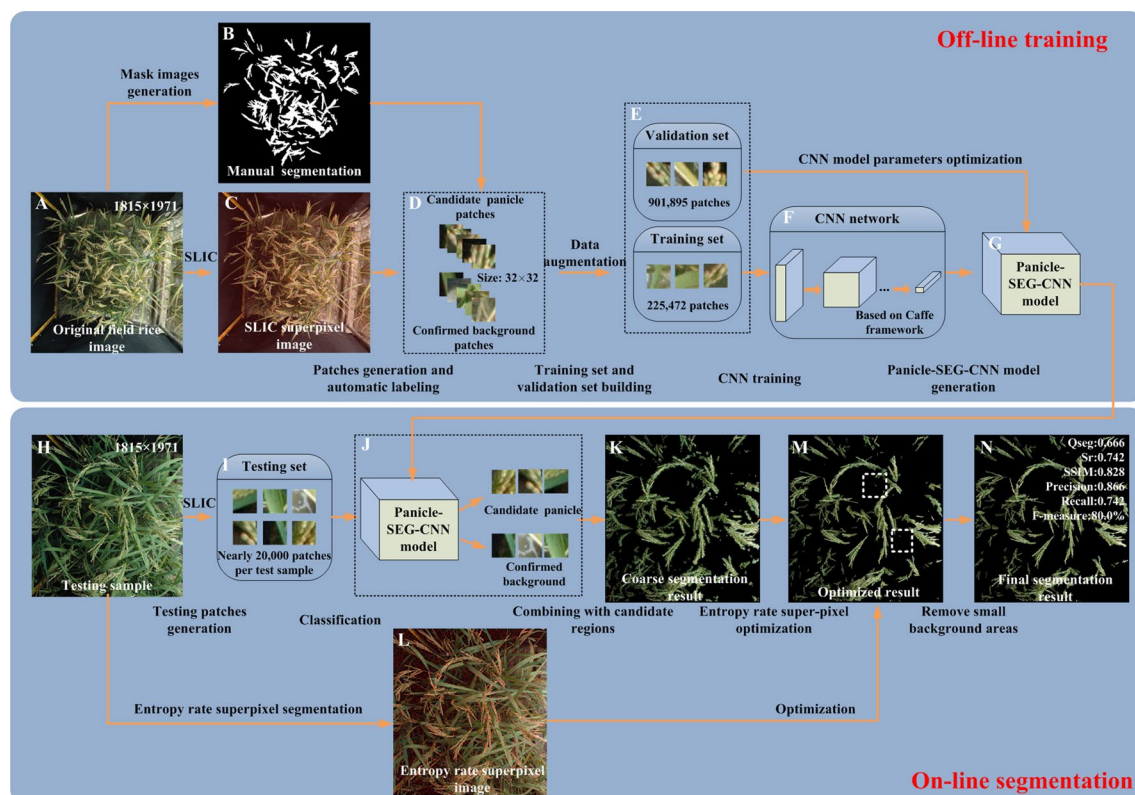 Off-line training
B
Mask images
generation
Manual segmentation
A
1815×1971
Original field rice
image
SLIC
C
SLIC superpixel
image
D
Candidate panicle
patches
Size: 32×32
Confirmed background
patches
Data
augmentation
E
Validation set
901,895 patches
Training set
225,472 patches
CNN model parameters optimization
F
CNN network
...
Based on Caffe
framework
G
Panicle-
SEG-CNN
model
Patches generation and
automatic labeling
Training set and
validation set building
CNN training
Panicle-SEG-CNN model
generation
H
1815×1971
Testing sample
SLIC
I
Testing set
Nearly 20,000 patches
per test sample
J
Panicle-
SEG-CNN
model
Candidate panicle
Confirmed
background
K
Coarse segmentation
result
M
Optimized result
N
Qseg:0.666
Sr:0.742
SSIM:0.828
Precision:0.866
Recall:0.742
F-measure:80.0%
Final segmentation
result
Testing patches
generation
Classification
Combining with candidate
regions
Entropy rate super-pixel
optimization
Remove small
background areas
L
Entropy rate superpixel segmentation
Entropy rate superpixel
image
Optimization
On-line segmentation